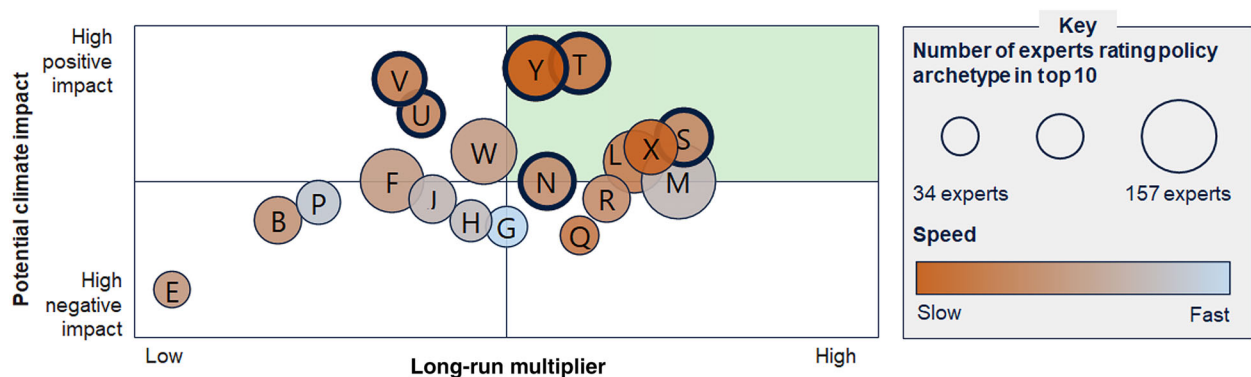 Potential climate impact
High
positive
impact
High
negative
impact
V
U
Y
T
W
L
X
S
F
J
N
R
M
B
P
H
G
Q
E
Low
High
Long-run multiplier
Key
Number of experts rating policy
archetype in top 10
34 experts
157 experts
Speed
Slow
Fast